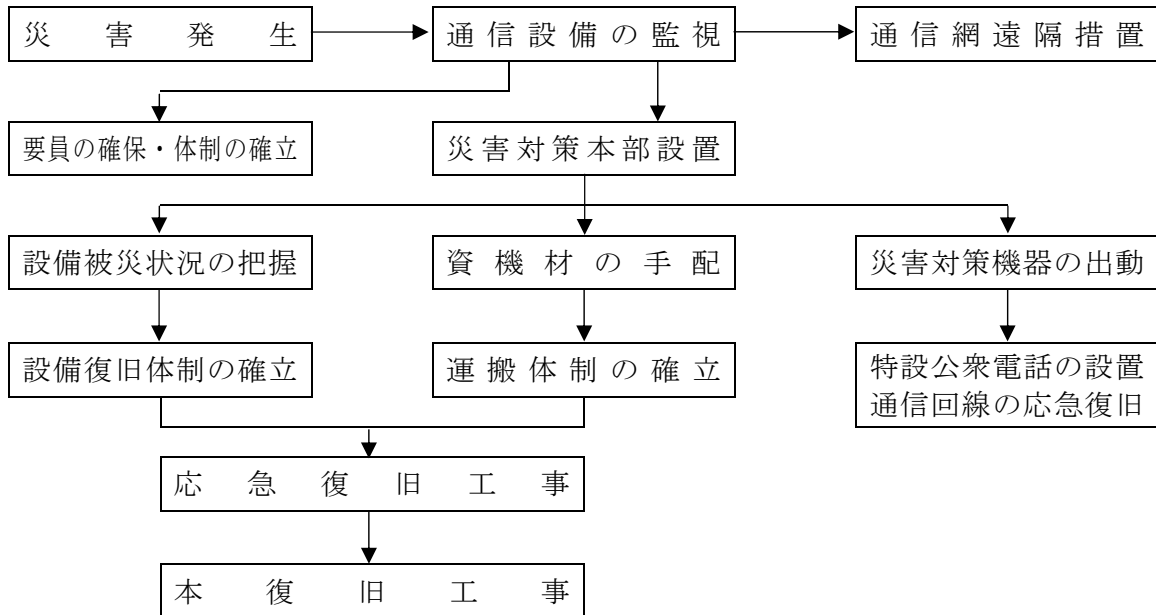 災害発生
通信設備の監視
通信網遠隔措置
要員の確保・体制の確立
災害対策本部設置
設備被災状況の把握
資機材の手配
災害対策機器の出動
設備復旧体制の確立
運搬体制の確立
特設公衆電話の設置
通信回線の応急復旧
応急復旧工事
本復旧工事